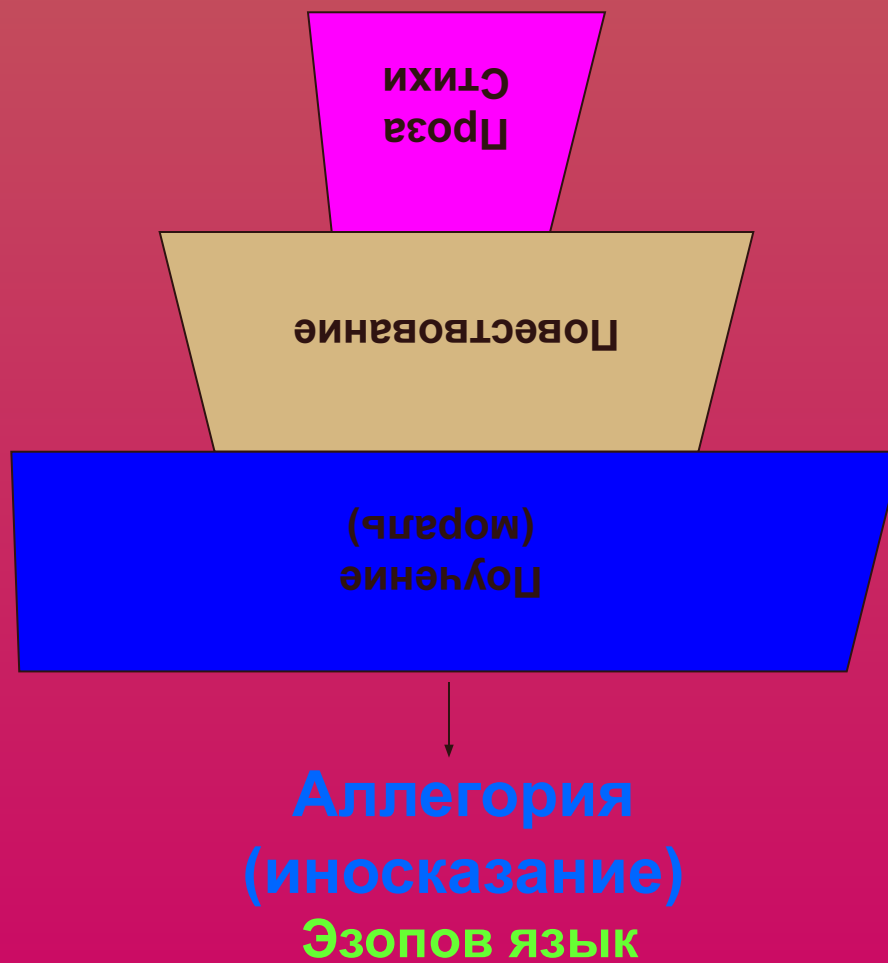 Стихи
Проза
Повествование
(мораль)
Поучение
Аллегория
(иносказание)
Эзопов язык